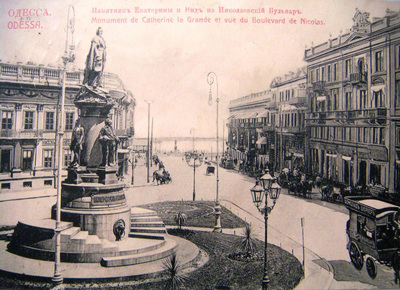 ОДЕССА.
ODESSA.
Памятникъ Екатерины и видъ на Николаевскій Бульваръ.
Monument de Catherine la Grande et vue du Boulevard de Nicolas.